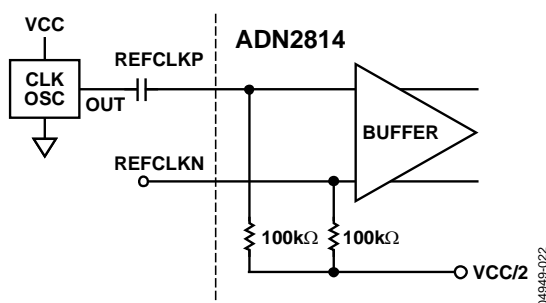 VCC
ADN2814
REFCLKP
CLK
OSC
OUT
BUFFER
REFCLKN
100kΩ
100kΩ
VCC/2
04949-022